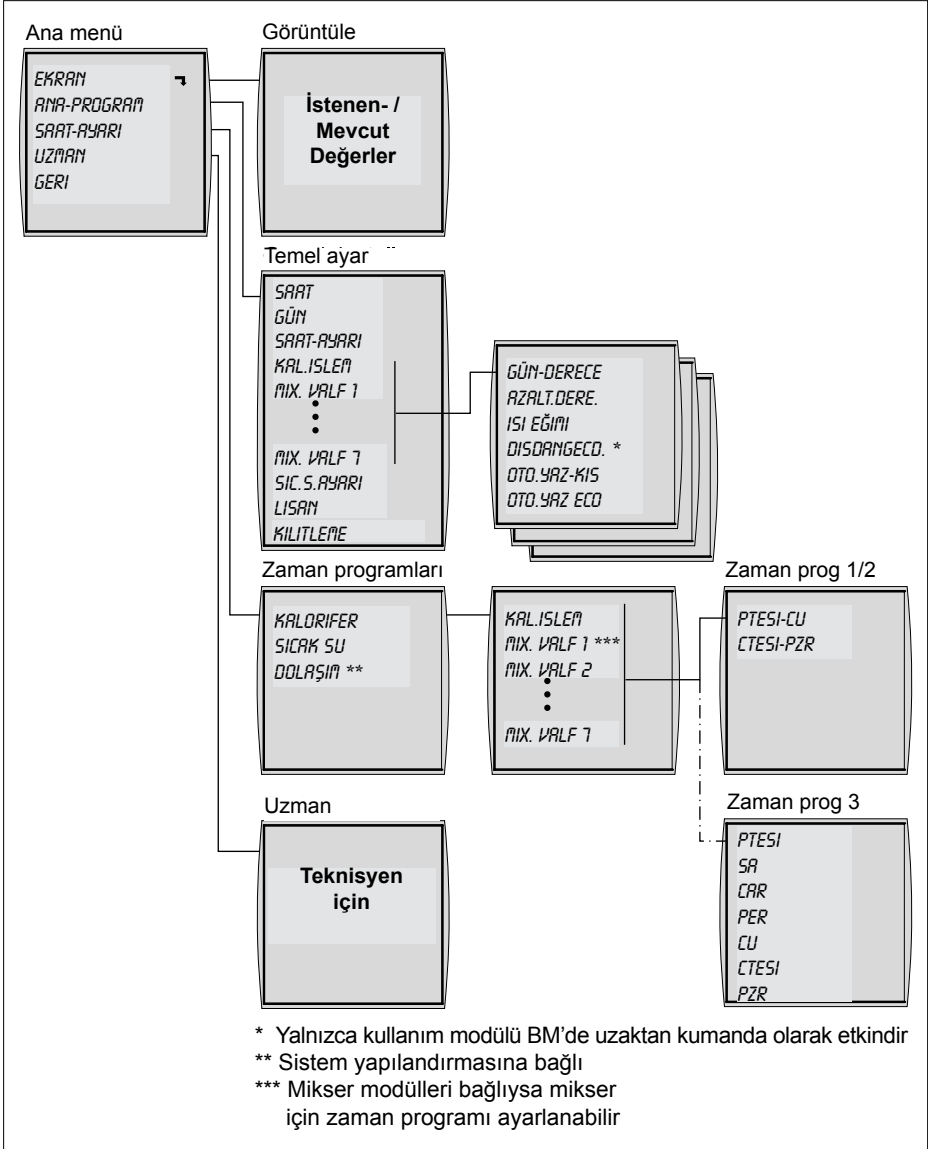 Ana menü
EKRAN
ANA-PROGRAM
SAAT-AYARI
UZMAN
GERI
Görüntüle
İstenen- /
Mevcut
Değerler
Temel ayar
SAAT
GÜN
SAAT-AYARI
KAL.ISLEM
MIX. VALF 1
MIX. VALF 7
SIC.S.AYARI
LISAN
KILITLEME
GÜN-DERECE
AZALT.DERE.
ISI EĞIMI
DISDANGECD. *
OTO.YAZ-KIS
OTO.YAZ ECO
Zaman programları
KALORIFER
SICAK SU
DOLAŞIM **
KAL.ISLEM
MIX. VALF 1 ***
MIX. VALF 2
MIX. VALF 7
Zaman prog 1/2
PTESI-CU
CTESI-PZR
Zaman prog 3
PTESI
SA
CAR
PER
CU
CTESI
PZR
Uzman
Teknisyen
için
* Yalnızca kullanım modülü BM’de uzaktan kumanda olarak etkindir
** Sistem yapılandırmasına bağlı
*** Mikser modülleri bağlıysa mikser
için zaman programı ayarlanabilir